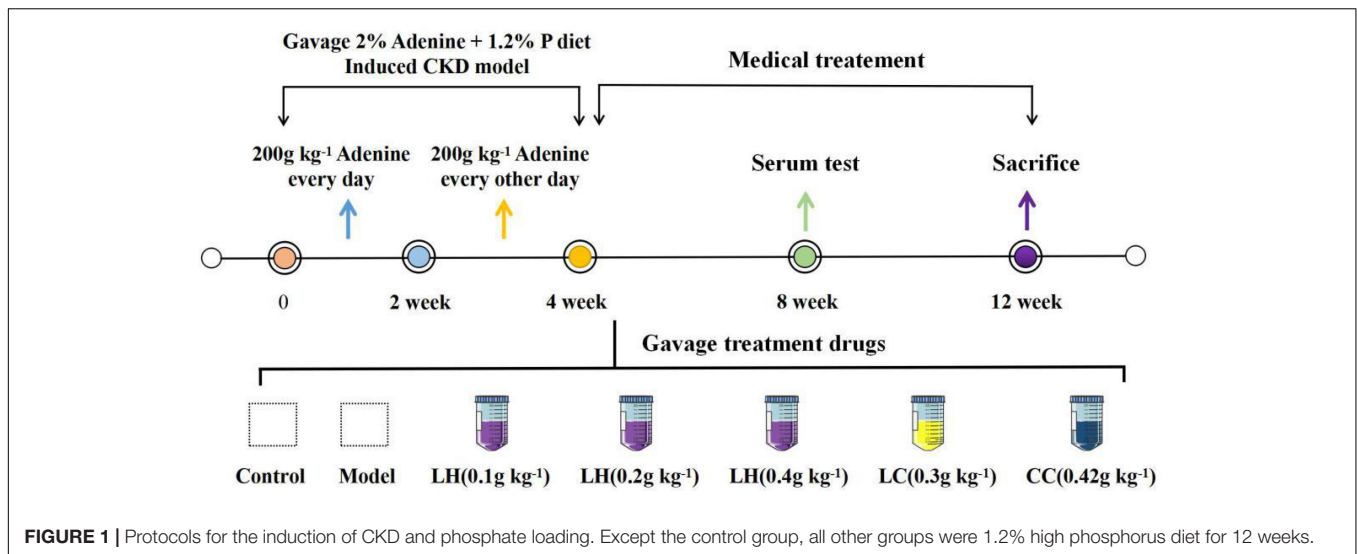 Gavage 2% Adenine + 1.2% P diet
Induced CKD model
Medical treatement
200g kg⁻¹ Adenine
every day
200g kg⁻¹ Adenine
every other day
Serum test
Sacrifice
0
2 week
4 week
8 week
12 week
Gavage treatment drugs
Control
Model
LH(0.1g kg⁻¹)
LH(0.2g kg⁻¹)
LH(0.4g kg⁻¹)
LC(0.3g kg⁻¹)
CC(0.42g kg⁻¹)
FIGURE 1 | Protocols for the induction of CKD and phosphate loading. Except the control group, all other groups were 1.2% high phosphorus diet for 12 weeks.